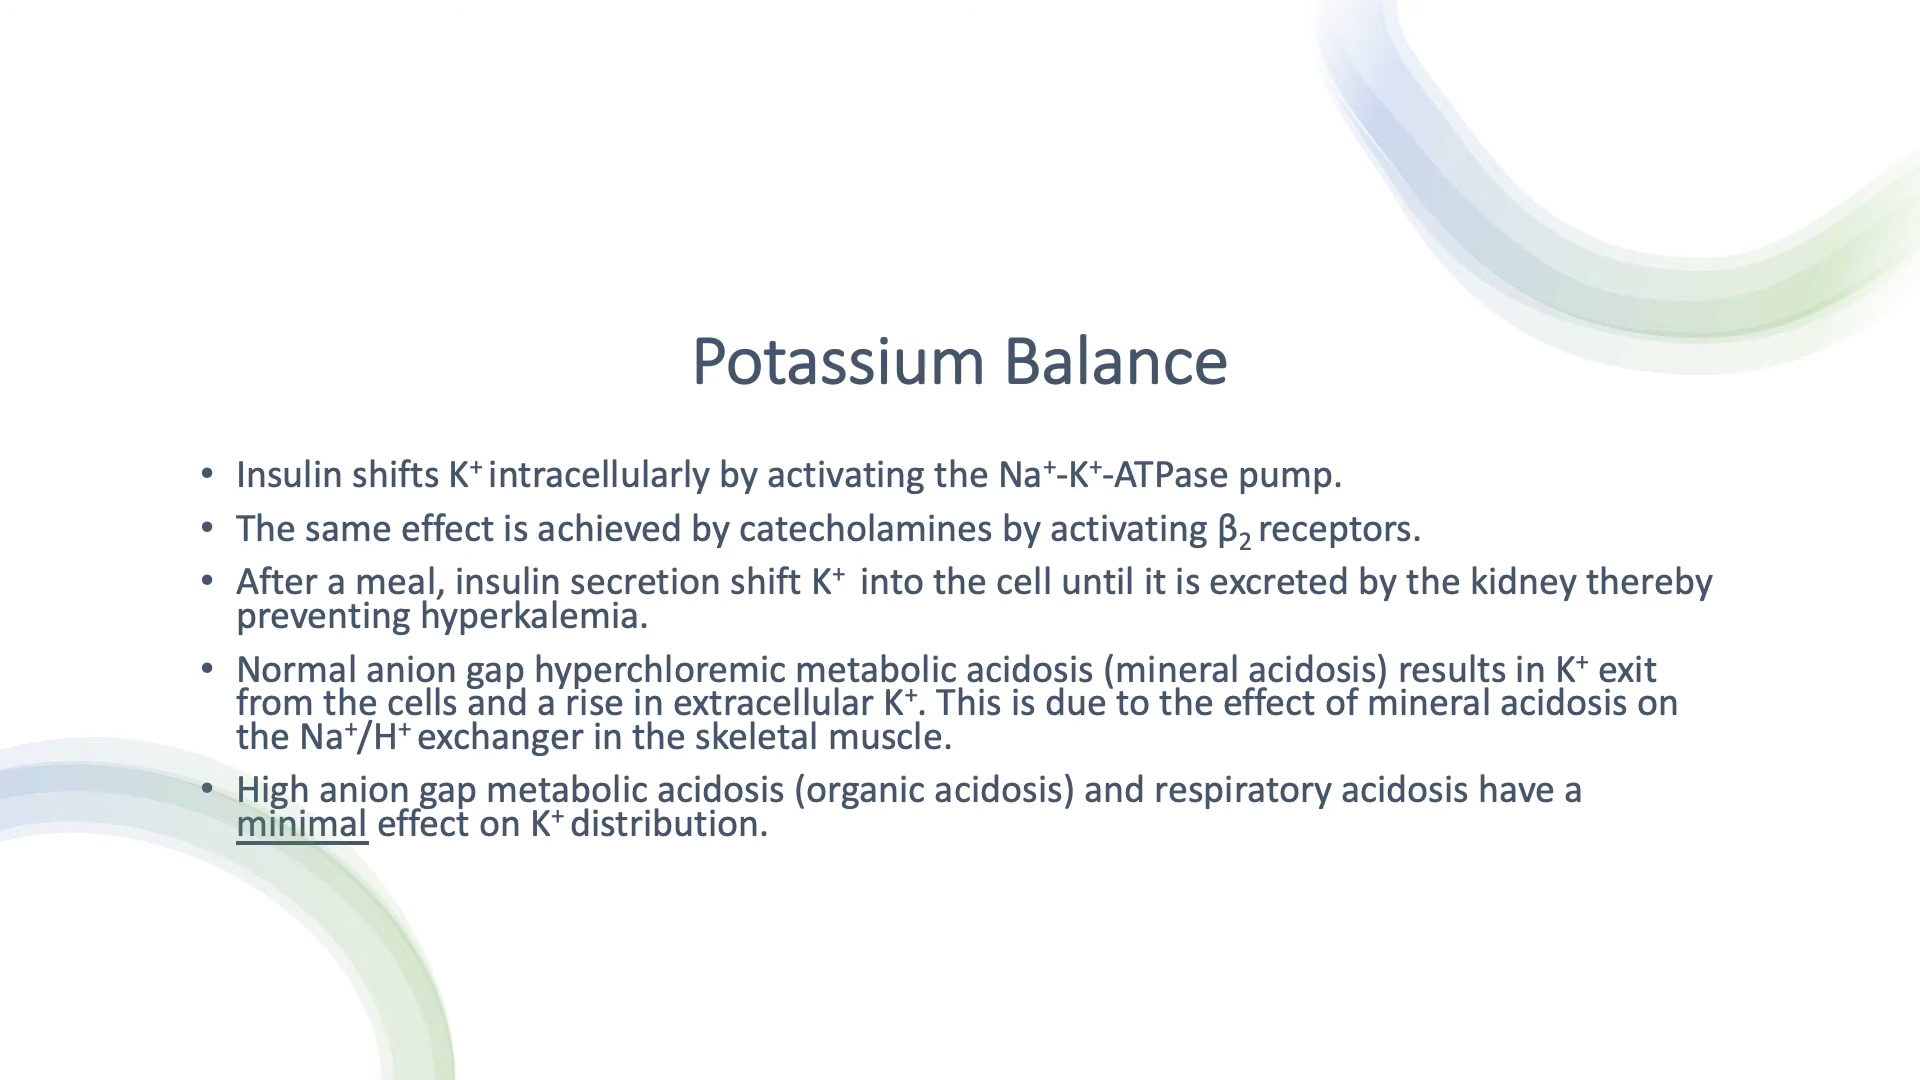 Potassium Balance
• Insulin shifts K⁺ intracellularly by activating the Na⁺-K⁺-ATPase pump.
• The same effect is achieved by catecholamines by activating β₂ receptors.
• After a meal, insulin secretion shift K⁺ into the cell until it is excreted by the kidney thereby
preventing hyperkalemia.
• Normal anion gap hyperchloremic metabolic acidosis (mineral acidosis) results in K⁺ exit
from the cells and a rise in extracellular K⁺. This is due to the effect of mineral acidosis on
the Na⁺/H⁺ exchanger in the skeletal muscle.
• High anion gap metabolic acidosis (organic acidosis) and respiratory acidosis have a
minimal effect on K⁺ distribution.